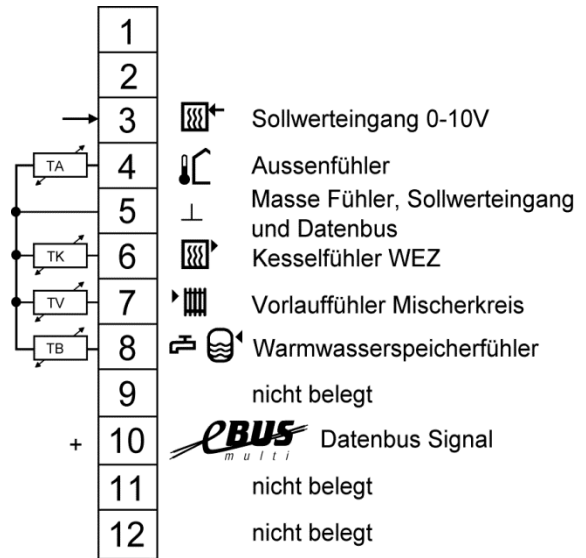 1
2
3 Sollwerteingang 0-10V
TA 4 Aussenfühler
5 Masse Fühler, Sollwerteingang
und Datenbus
TK 6 Kesselfühler WEZ
TV 7 Vorlauffühler Mischerkreis
TB 8 Warmwasserspeicherfühler
9 nicht belegt
+ 10 eBUS Datenbus Signal
multi
11 nicht belegt
12 nicht belegt